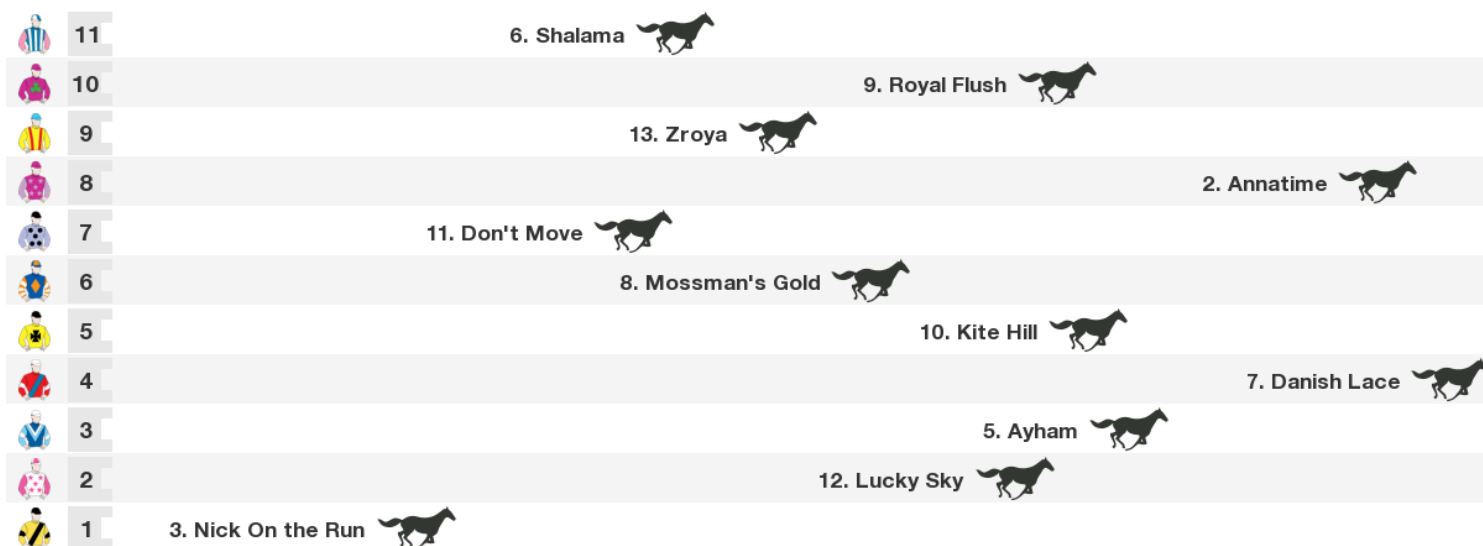 11 6. Shalama
10 9. Royal Flush
9 13. Zroya
8 2. Annatime
7 11. Don't Move
6 8. Mossman's Gold
5 10. Kite Hill
4 7. Danish Lace
3 5. Ayham
2 12. Lucky Sky
1 3. Nick On the Run